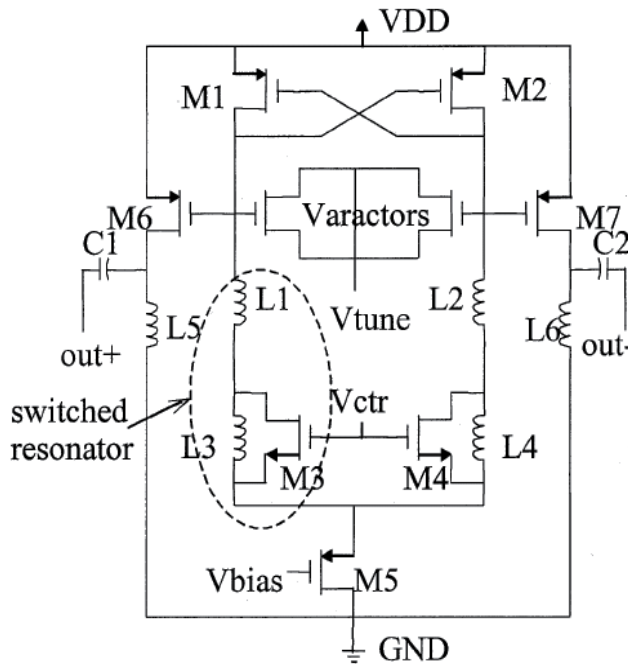 VDD
M1
M2
M6
Varactors
M7
C1
C2
L1
L2
L5
Vtune
L6
out+
out-
switched
resonator
Vctr
L3
L4
M3
M4
Vbias
M5
GND